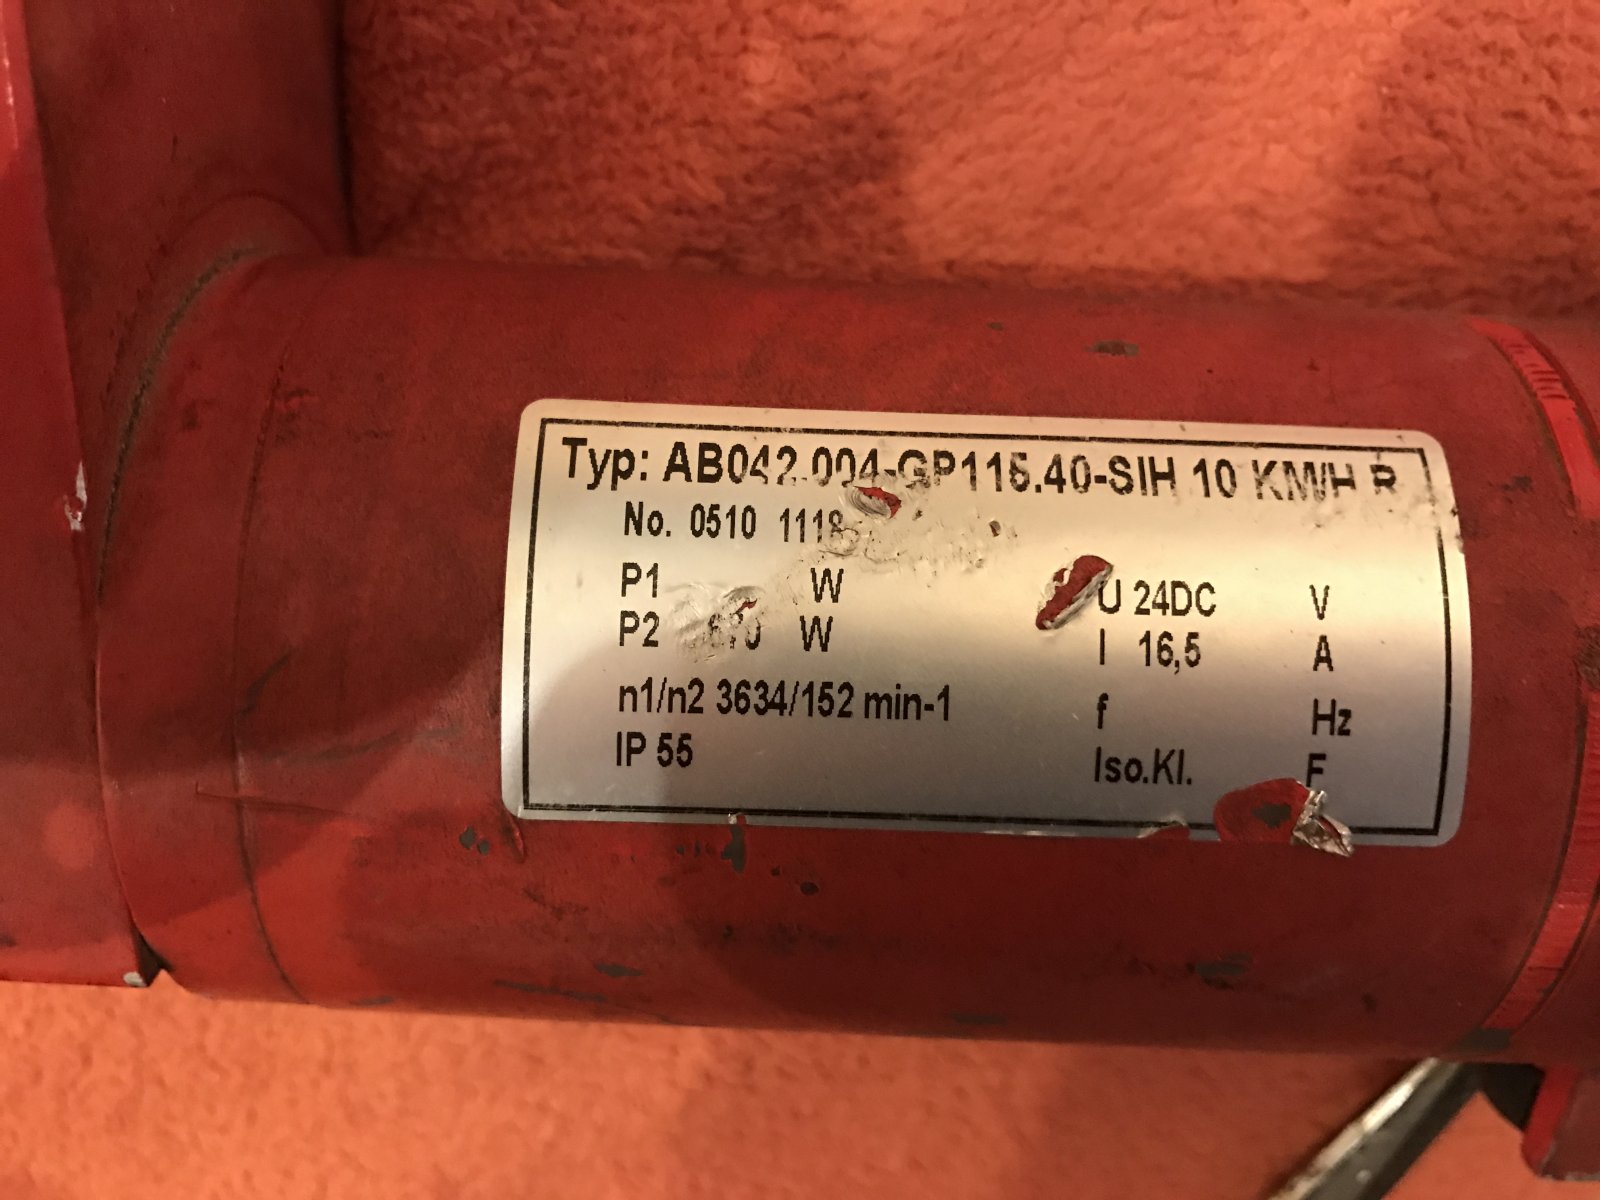 Typ: AB042.004-GP115.40-SIH 10 KMH R
No. 0510 1118
P1 W
U 24DC V
P2 W
I 16,5 A
n1/n2 3634/152 min-1
f Hz
IP 55
Iso.Kl. F